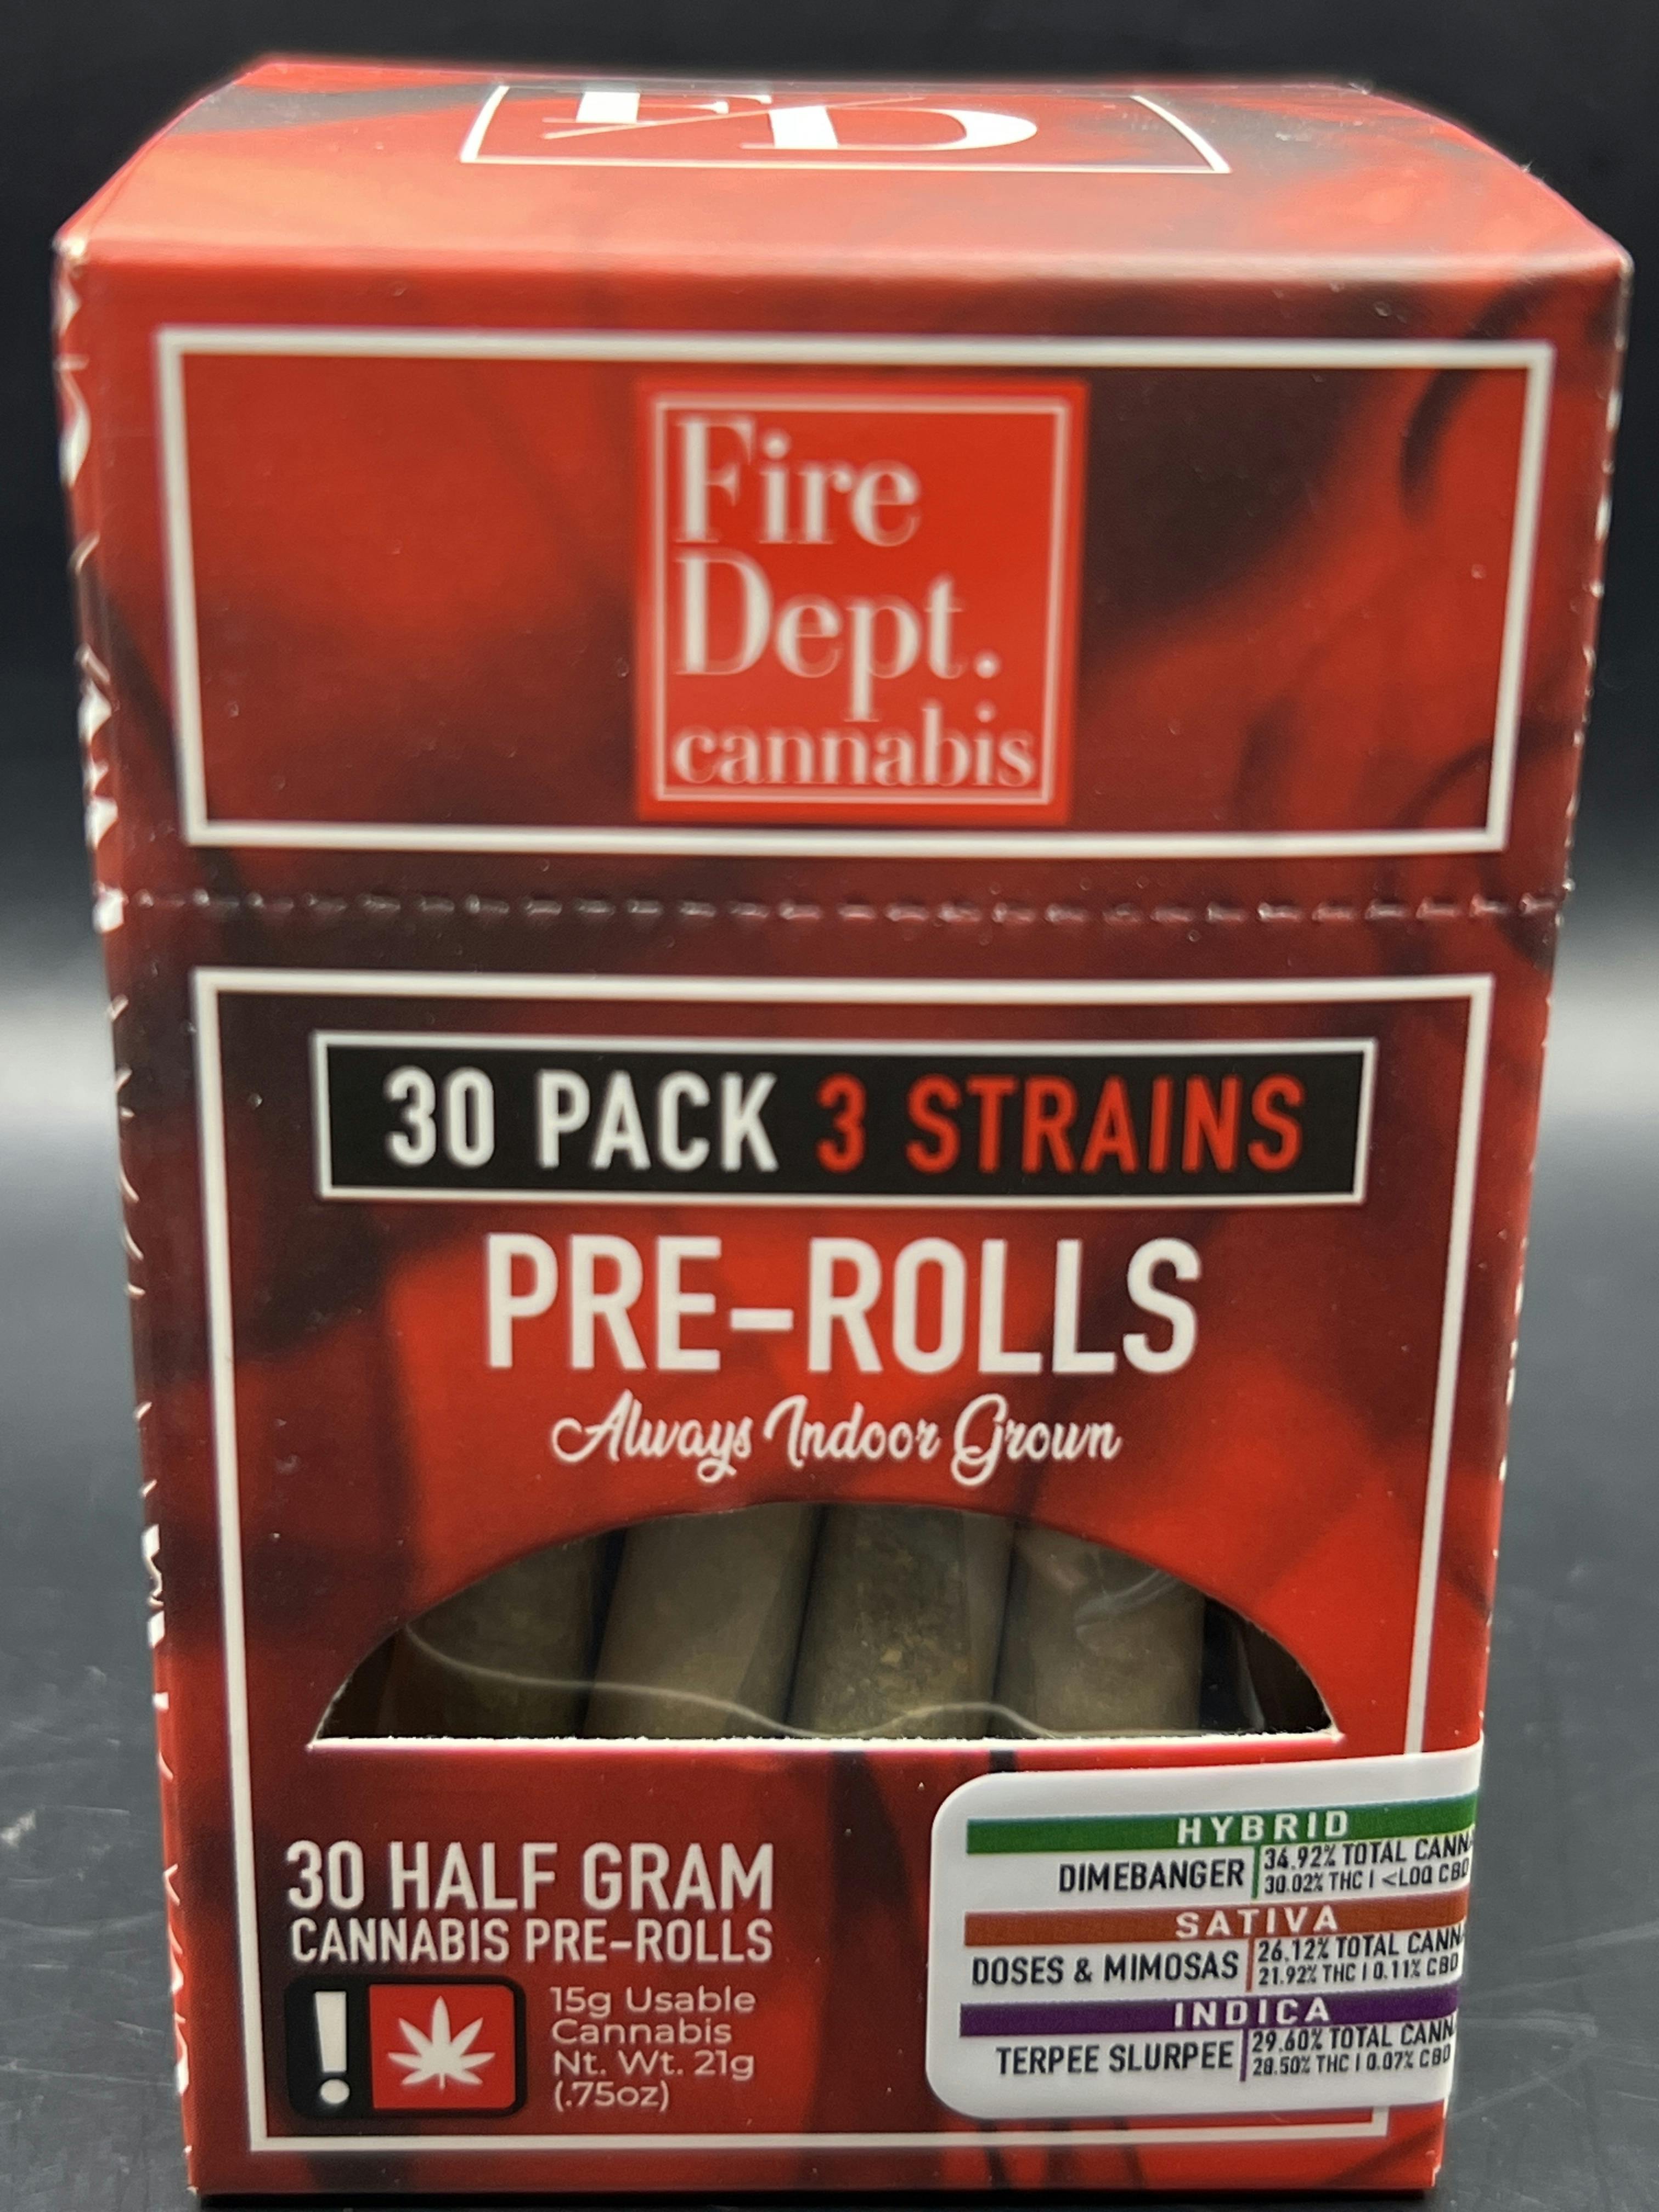 FD
Fire
Dept.
cannabis
30 PACK 3 STRAINS
PRE-ROLLS
Always Indoor Grown
30 HALF GRAM
CANNABIS PRE-ROLLS
!
15g Usable
Cannabis
Nt. Wt. 21g
(.75oz)
HYBRID
DIMEBANGER
34.92% TOTAL CANN
30.02% THC | <LOQ CBD
SATIVA
DOSES & MIMOSAS
26.12% TOTAL CANN
21.92% THC | 0.11% CBD
INDICA
TERPEE SLURPEE
29.60% TOTAL CANN
28.50% THC | 0.07% CBD